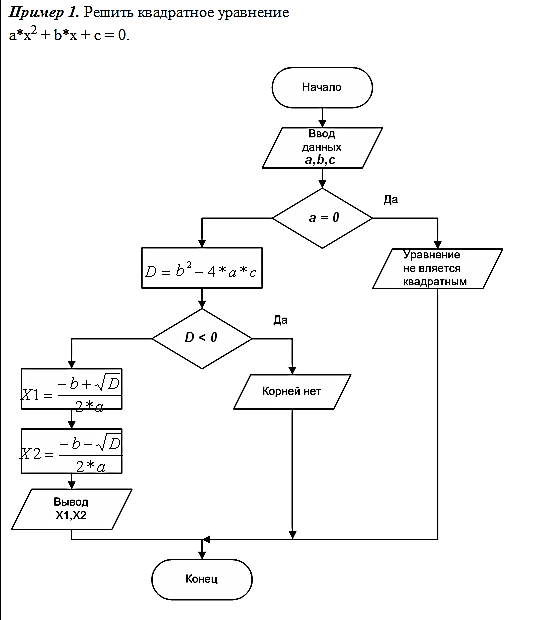 Пример 1. Решить квадратное уравнение
a*x² + b*x + c = 0.
Начало
Ввод
данных
a,b,c
Да
a = 0
Уравнение
не вляется
квадратным
D = b² − 4 * a * c
Да
D < 0
X1 = (−b + √D) / (2 * a)
Корней нет
X2 = (−b − √D) / (2 * a)
Вывод
X1,X2
Конец